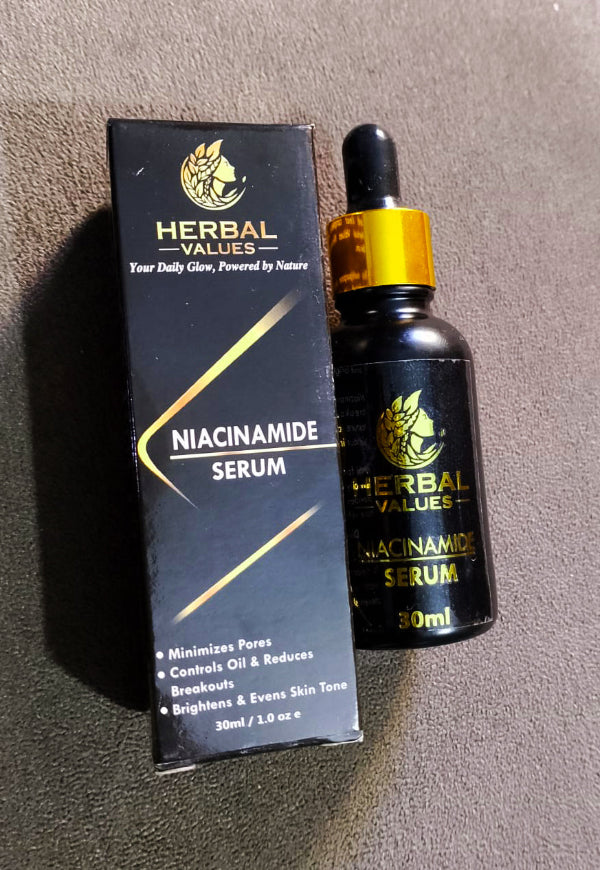 HERBAL
VALUES
Your Daily Glow, Powered by Nature
NIACINAMIDE
SERUM
• Minimizes Pores
• Controls Oil & Reduces
Breakouts
• Brightens & Evens Skin Tone
30ml / 1.0 oz e
HERBAL
VALUES
NIACINAMIDE
SERUM
30ml